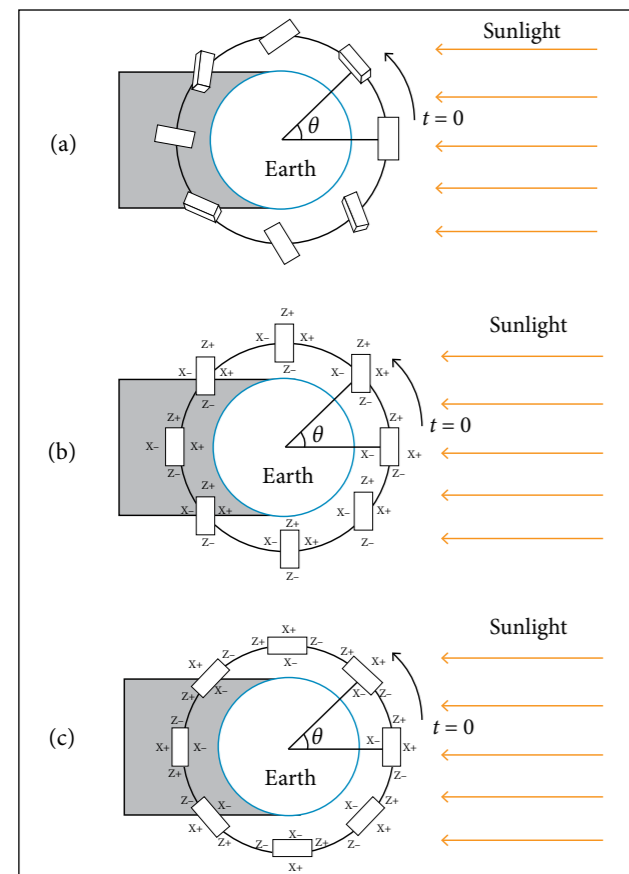 Sunlight
t = 0
(a)
θ
Earth
Sunlight
Z+
X− X+
Z−
Z+
X− X+
Z−
Z+
X− X+
Z−
t = 0
(b)
Z+
X− X+
Z−
θ
Z+
X− X+
Z−
Earth
Z+
X− X+
Z−
Z+
X− X+
Z−
Z+
X− X+
Z−
Sunlight
X+
Z+ Z−
X−
X+ Z−
Z+ X−
Z+ X+
X− Z−
t = 0
(c)
Z−
X+ X−
Z+
θ
Z+
X− X+
Z−
Earth
Z− X−
X+ Z+
X− Z+
Z− X+
X−
Z− Z+
X+